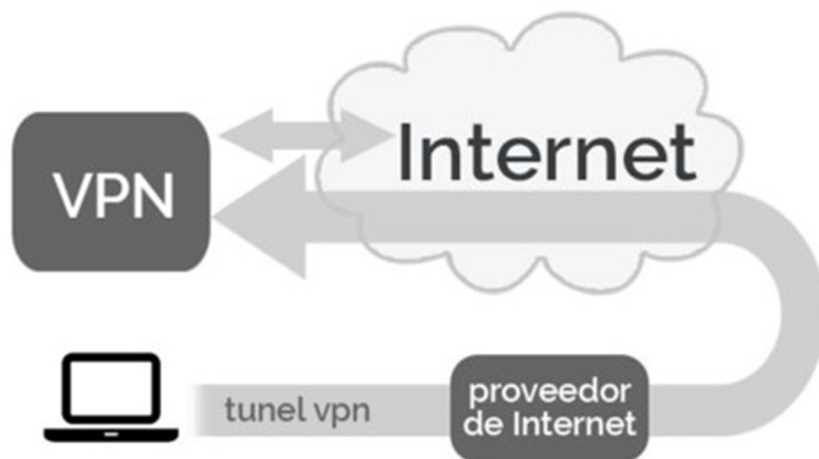 VPN
Internet
tunel vpn
proveedor
de Internet